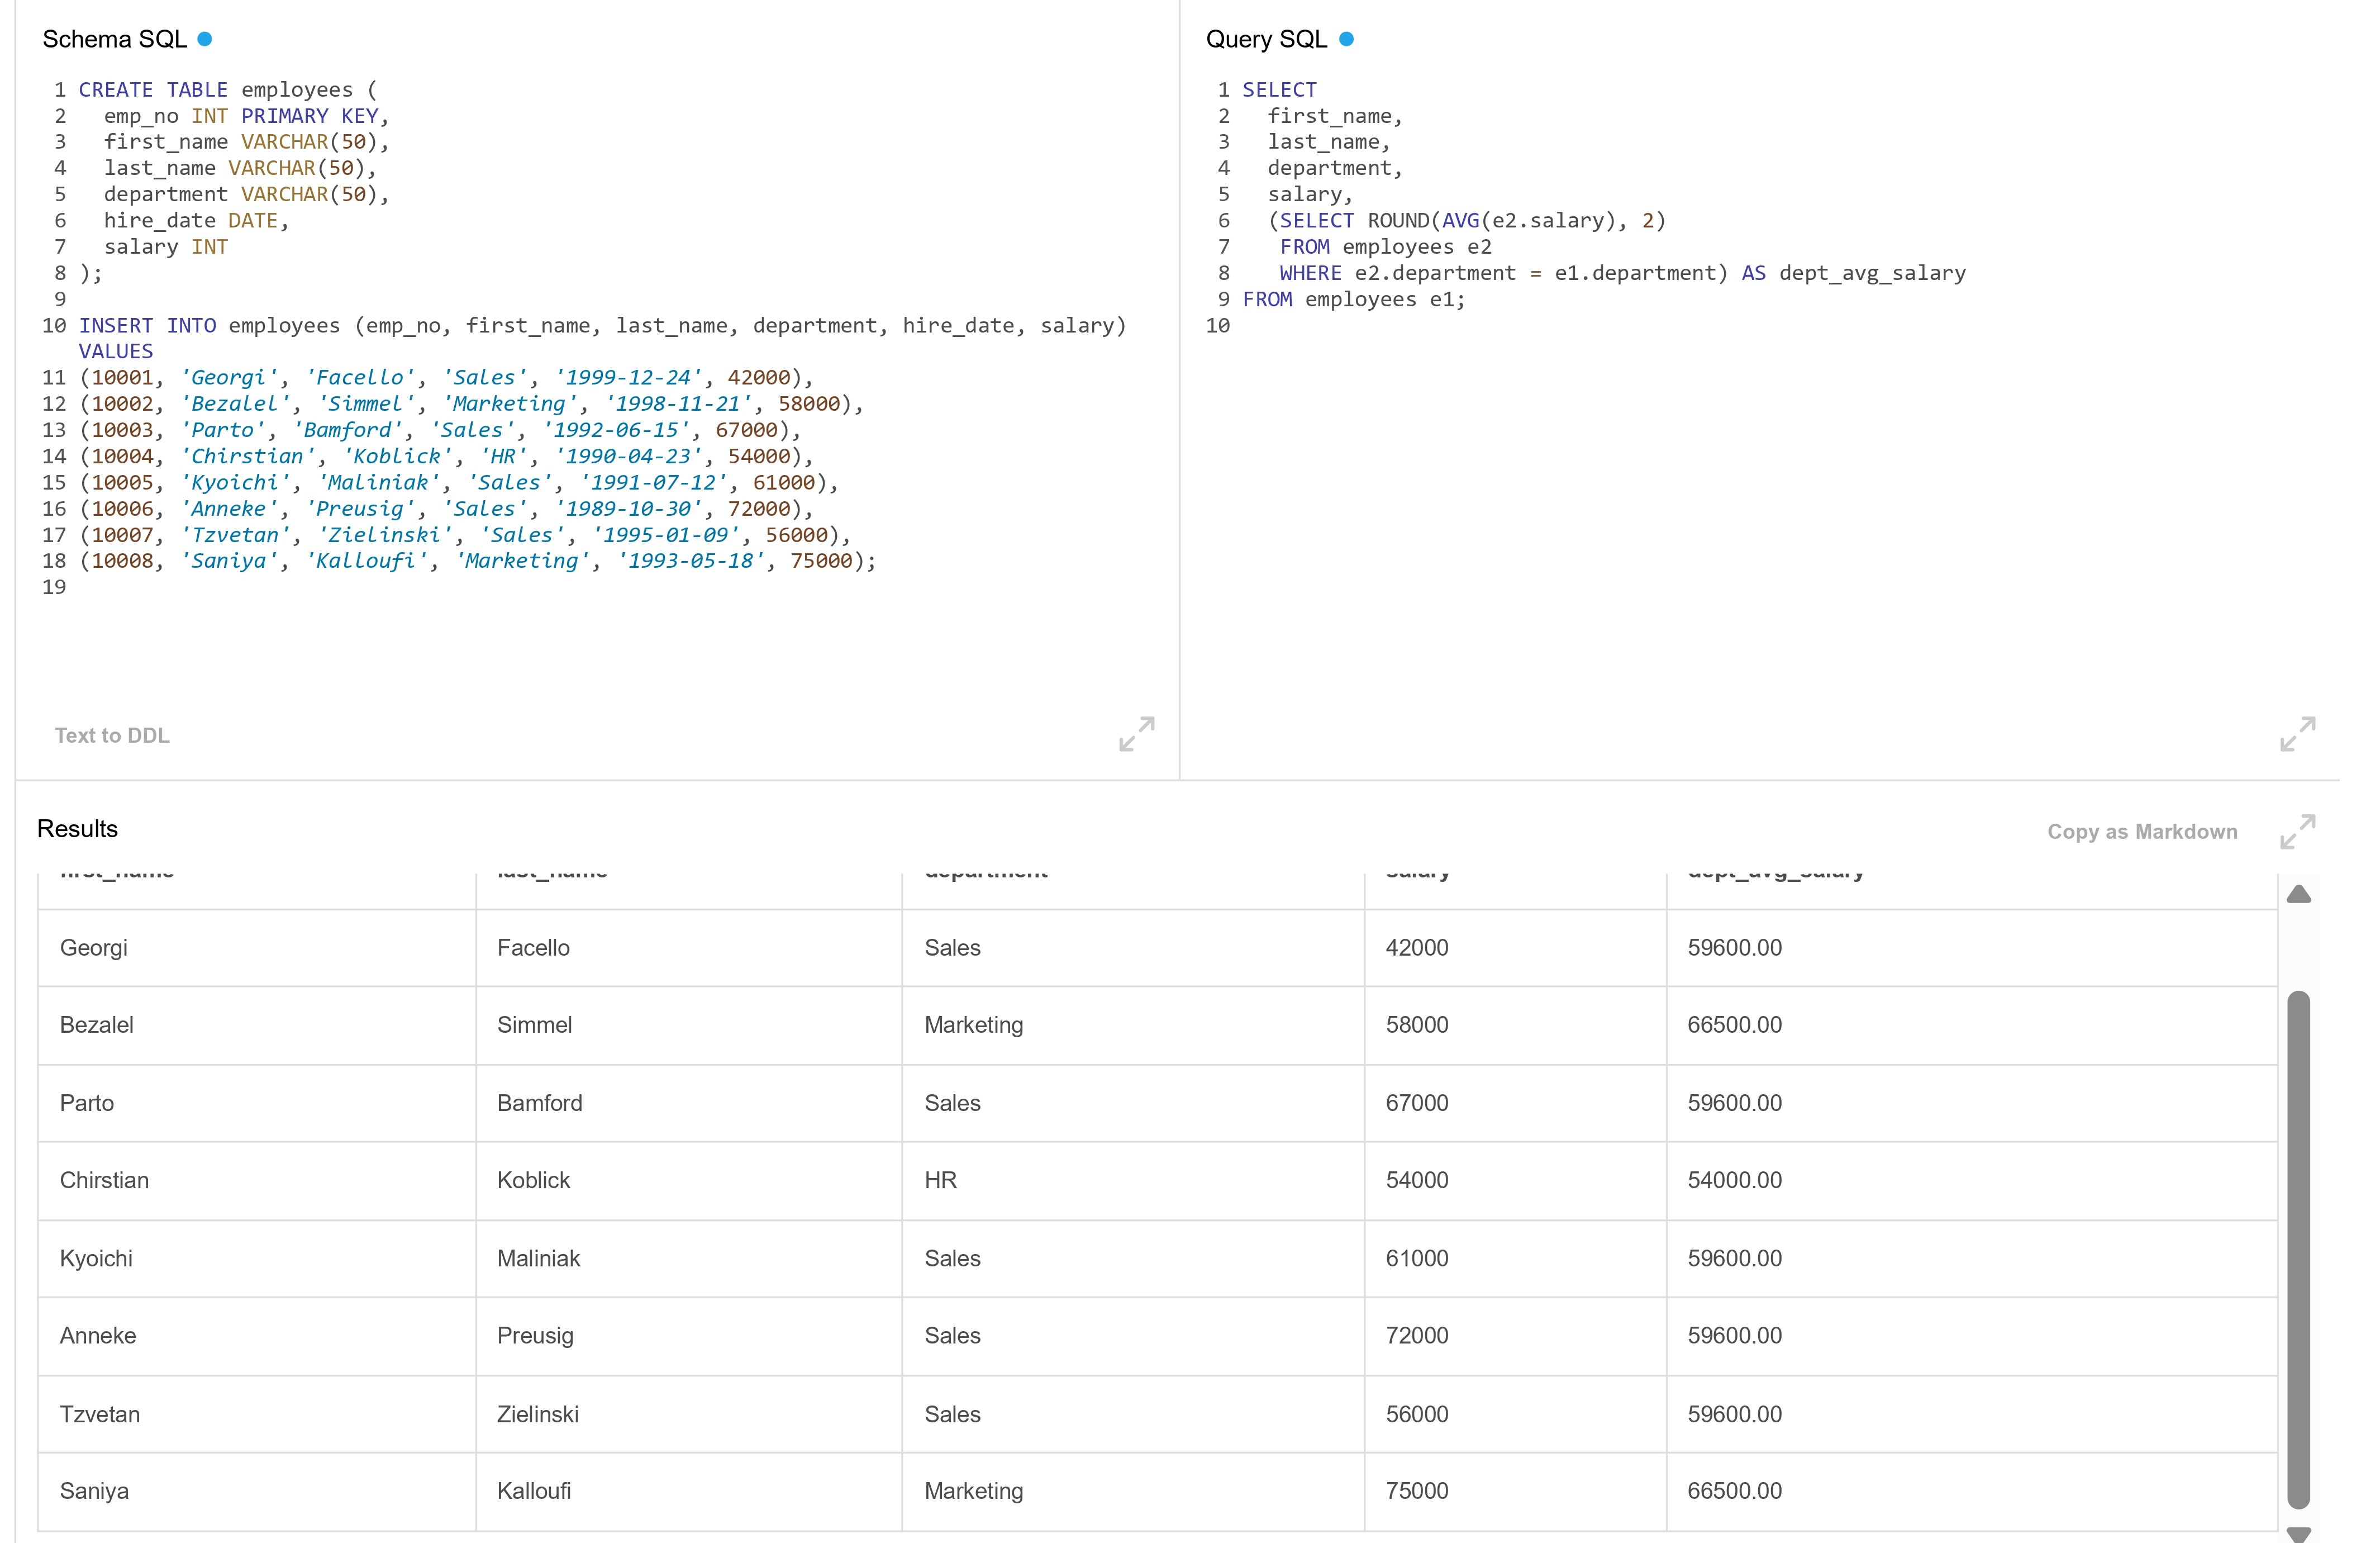 Schema SQL
1 CREATE TABLE employees (
2   emp_no INT PRIMARY KEY,
3   first_name VARCHAR(50),
4   last_name VARCHAR(50),
5   department VARCHAR(50),
6   hire_date DATE,
7   salary INT
8 );
9
10 INSERT INTO employees (emp_no, first_name, last_name, department, hire_date, salary)
VALUES
11 (10001, 'Georgi', 'Facello', 'Sales', '1999-12-24', 42000),
12 (10002, 'Bezalel', 'Simmel', 'Marketing', '1998-11-21', 58000),
13 (10003, 'Parto', 'Bamford', 'Sales', '1992-06-15', 67000),
14 (10004, 'Chirstian', 'Koblick', 'HR', '1990-04-23', 54000),
15 (10005, 'Kyoichi', 'Maliniak', 'Sales', '1991-07-12', 61000),
16 (10006, 'Anneke', 'Preusig', 'Sales', '1989-10-30', 72000),
17 (10007, 'Tzvetan', 'Zielinski', 'Sales', '1995-01-09', 56000),
18 (10008, 'Saniya', 'Kalloufi', 'Marketing', '1993-05-18', 75000);
19
Text to DDL
Query SQL
1 SELECT
2   first_name,
3   last_name,
4   department,
5   salary,
6   (SELECT ROUND(AVG(e2.salary), 2)
7    FROM employees e2
8    WHERE e2.department = e1.department) AS dept_avg_salary
9 FROM employees e1;
10
Results
Copy as Markdown
first_name last_name department salary dept_avg_salary
Georgi Facello Sales 42000 59600.00
Bezalel Simmel Marketing 58000 66500.00
Parto Bamford Sales 67000 59600.00
Chirstian Koblick HR 54000 54000.00
Kyoichi Maliniak Sales 61000 59600.00
Anneke Preusig Sales 72000 59600.00
Tzvetan Zielinski Sales 56000 59600.00
Saniya Kalloufi Marketing 75000 66500.00